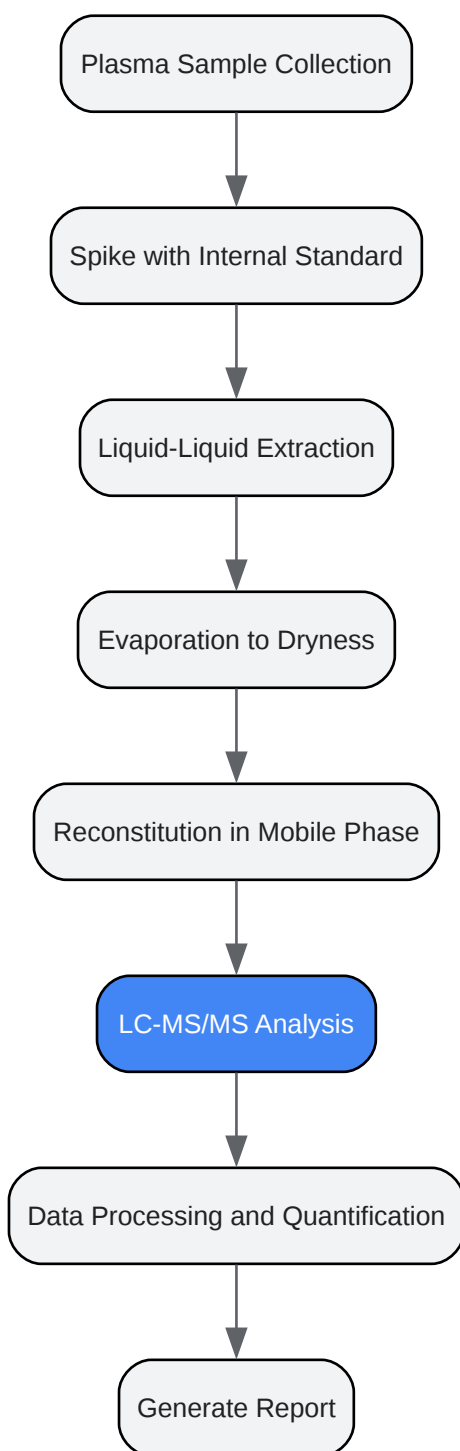 Plasma Sample Collection
Spike with Internal Standard
Liquid-Liquid Extraction
Evaporation to Dryness
Reconstitution in Mobile Phase
LC-MS/MS Analysis
Data Processing and Quantification
Generate Report